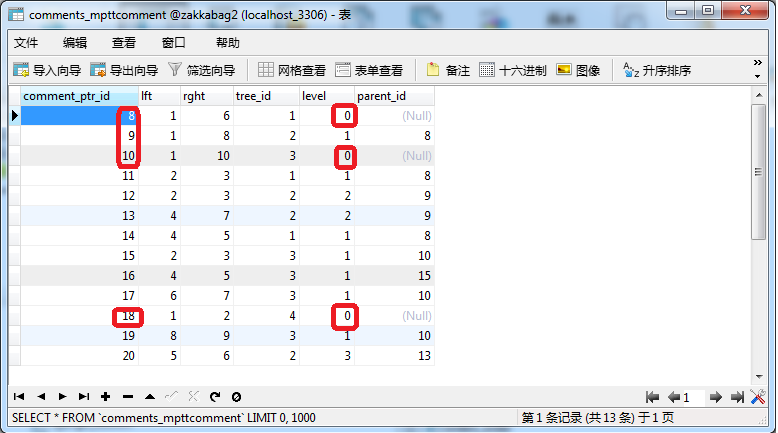 comments_mpttcomment @zakkabag2 (localhost_3306) - 表
文件 编辑 查看 窗口 帮助
导入向导 导出向导 筛选向导 网格查看 表单查看 备注 十六进制 图像 升序排序
comment_ptr_id lft rght tree_id level parent_id
8 1 6 1 0 (Null)
9 1 8 2 1 8
10 1 10 3 0 (Null)
11 2 3 1 1 8
12 2 3 2 2 9
13 4 7 2 2 9
14 4 5 1 1 8
15 2 3 3 1 10
16 4 5 3 1 15
17 6 7 3 1 10
18 1 2 4 0 (Null)
19 8 9 3 1 10
20 5 6 2 3 13
1
SELECT * FROM `comments_mpttcomment` LIMIT 0, 1000 第 1 条记录 (共 13 条) 于 1 页